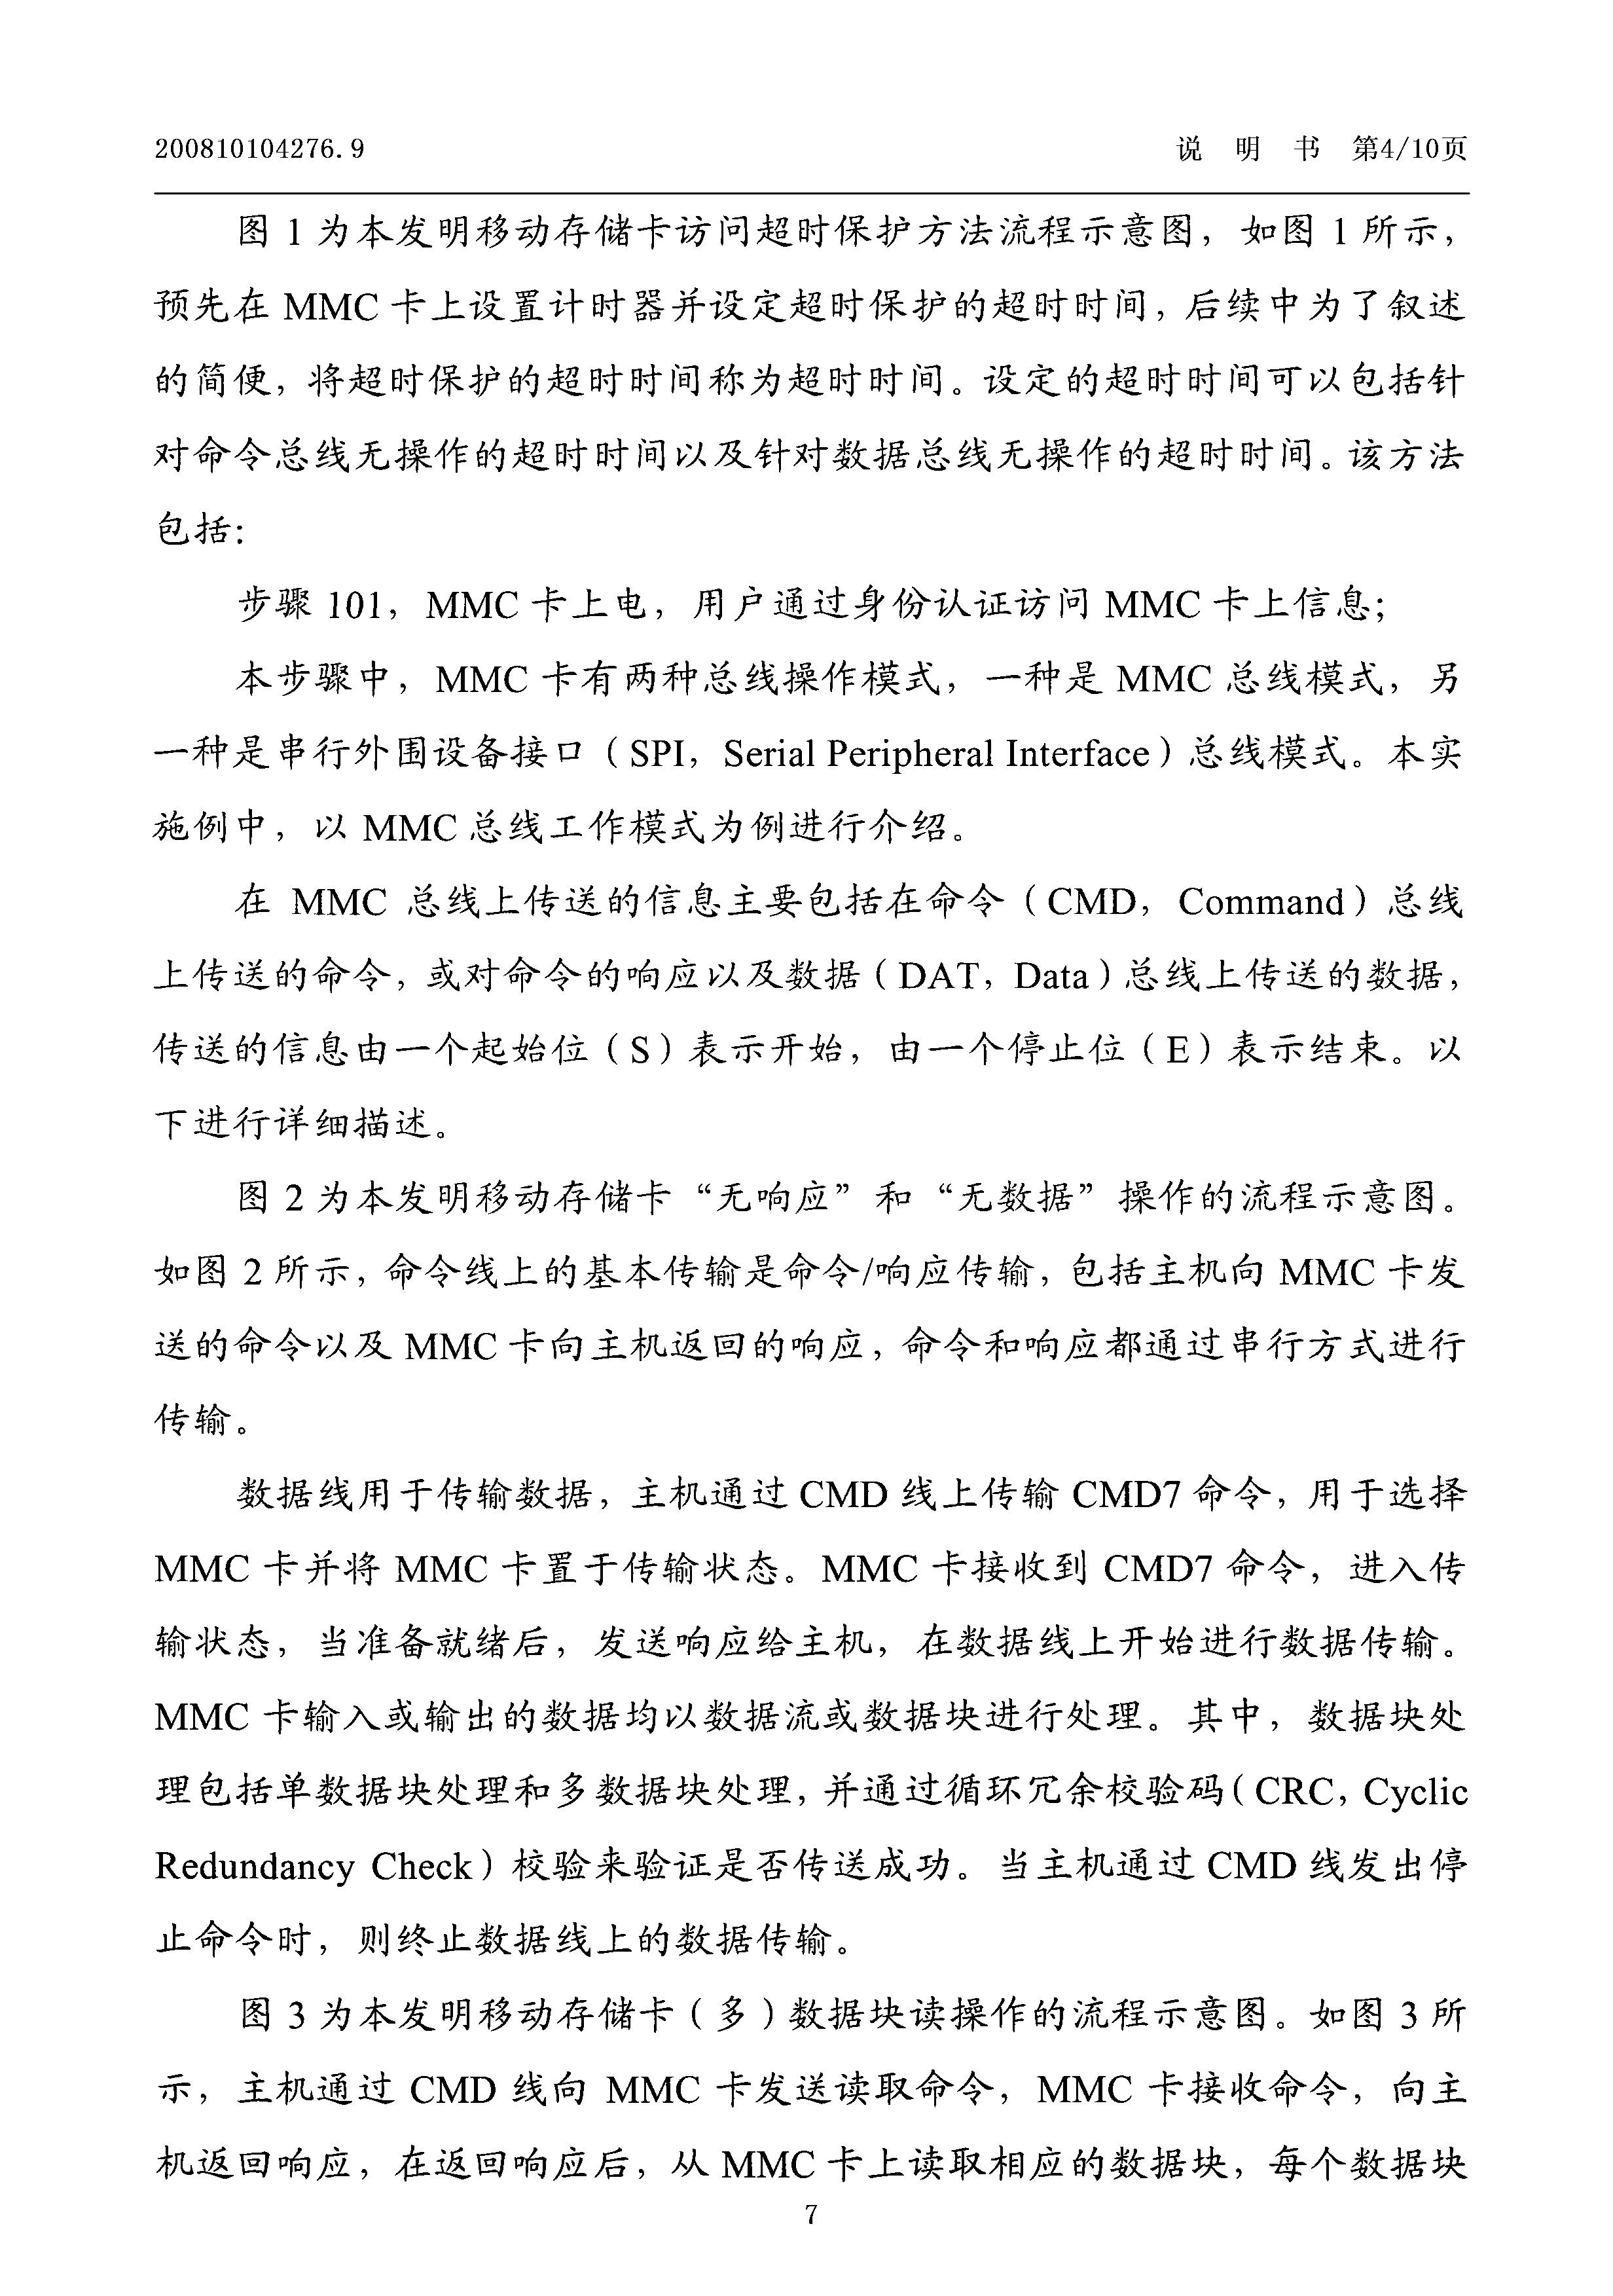 200810104276.9 说 明 书 第4/10页
图 1 为本发明移动存储卡访问超时保护方法流程示意图，如图 1 所示，
预先在 MMC 卡上设置计时器并设定超时保护的超时时间，后续中为了叙述
的简便，将超时保护的超时时间称为超时时间。设定的超时时间可以包括针
对命令总线无操作的超时时间以及针对数据总线无操作的超时时间。该方法
包括：
步骤 101，MMC 卡上电，用户通过身份认证访问 MMC 卡上信息；
本步骤中，MMC 卡有两种总线操作模式，一种是 MMC 总线模式，另
一种是串行外围设备接口（SPI，Serial Peripheral Interface）总线模式。本实
施例中，以 MMC 总线工作模式为例进行介绍。
在 MMC 总线上传送的信息主要包括在命令（CMD，Command）总线
上传送的命令，或对命令的响应以及数据（DAT，Data）总线上传送的数据，
传送的信息由一个起始位（S）表示开始，由一个停止位（E）表示结束。以
下进行详细描述。
图 2 为本发明移动存储卡“无响应”和“无数据”操作的流程示意图。
如图 2 所示，命令线上的基本传输是命令/响应传输，包括主机向 MMC 卡发
送的命令以及 MMC 卡向主机返回的响应，命令和响应都通过串行方式进行
传输。
数据线用于传输数据，主机通过 CMD 线上传输 CMD7 命令，用于选择
MMC 卡并将 MMC 卡置于传输状态。MMC 卡接收到 CMD7 命令，进入传
输状态，当准备就绪后，发送响应给主机，在数据线上开始进行数据传输。
MMC 卡输入或输出的数据均以数据流或数据块进行处理。其中，数据块处
理包括单数据块处理和多数据块处理，并通过循环冗余校验码（CRC，Cyclic
Redundancy Check）校验来验证是否传送成功。当主机通过 CMD 线发出停
止命令时，则终止数据线上的数据传输。
图 3 为本发明移动存储卡（多）数据块读操作的流程示意图。如图 3 所
示，主机通过 CMD 线向 MMC 卡发送读取命令，MMC 卡接收命令，向主
机返回响应，在返回响应后，从 MMC 卡上读取相应的数据块，每个数据块
7